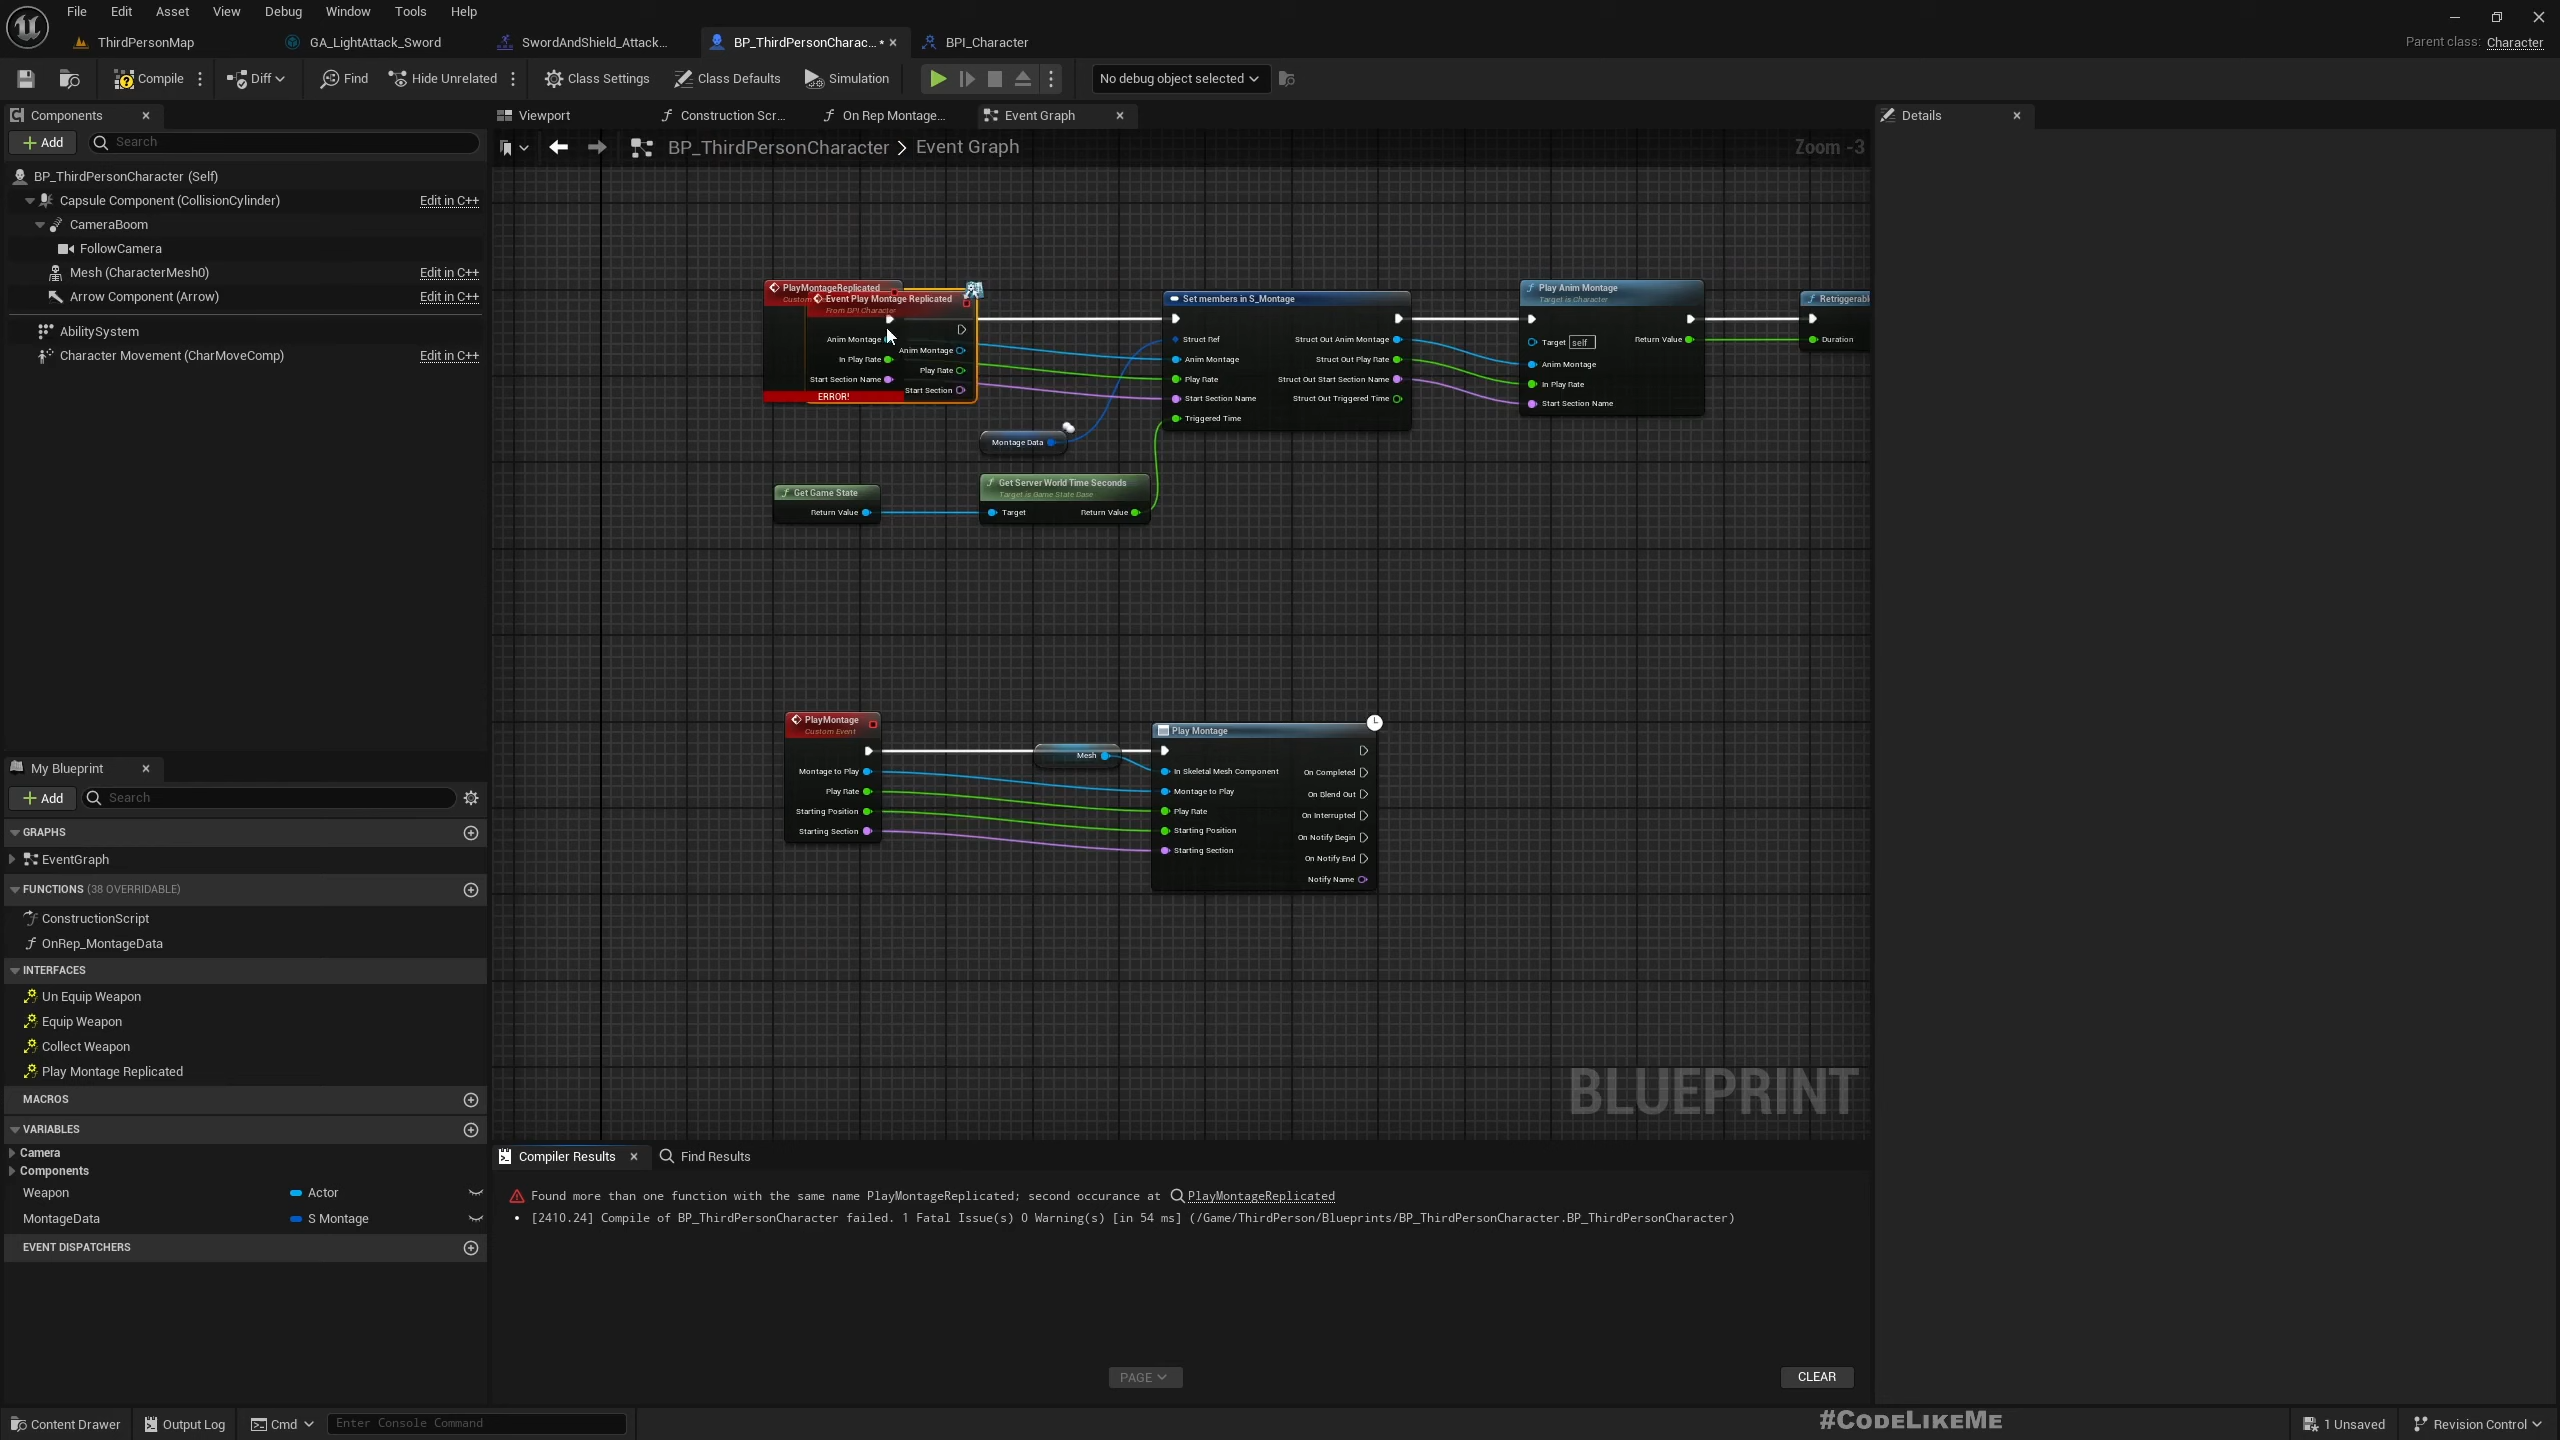 File Edit Asset View Debug Window Tools Help
ThirdPersonMap
GA_LightAttack_Sword
SwordAndShield_Attack...
BP_ThirdPersonCharac... •
BPI_Character
Parent class: Character
Compile
Diff
Find
Hide Unrelated
Class Settings
Class Defaults
Simulation
No debug object selected
Components
Add
Search
BP_ThirdPersonCharacter (Self)
Capsule Component (CollisionCylinder) Edit in C++
CameraBoom
FollowCamera
Mesh (CharacterMesh0) Edit in C++
Arrow Component (Arrow) Edit in C++
AbilitySystem
Character Movement (CharMoveComp) Edit in C++
Viewport
Construction Scr...
On Rep Montage...
Event Graph
Details
BP_ThirdPersonCharacter > Event Graph
Zoom -3
PlayMontageReplicated
Custom
Event Play Montage Replicated
From BPI Character
Anim Montage
In Play Rate
Start Section Name
Anim Montage
Play Rate
Start Section
ERROR!
Set members in S_Montage
Struct Ref
Anim Montage
Play Rate
Start Section Name
Triggered Time
Struct Out Anim Montage
Struct Out Play Rate
Struct Out Start Section Name
Struct Out Triggered Time
Play Anim Montage
Target is Character
Target self
Anim Montage
In Play Rate
Start Section Name
Return Value
Retriggerabl
Duration
Montage Data
Get Game State
Return Value
Get Server World Time Seconds
Target is Game State Base
Target
Return Value
PlayMontage
Custom Event
Montage to Play
Play Rate
Starting Position
Starting Section
Mesh
Play Montage
In Skeletal Mesh Component
Montage to Play
Play Rate
Starting Position
Starting Section
On Completed
On Blend Out
On Interrupted
On Notify Begin
On Notify End
Notify Name
BLUEPRINT
My Blueprint
Add
Search
GRAPHS
EventGraph
FUNCTIONS (38 OVERRIDABLE)
ConstructionScript
OnRep_MontageData
INTERFACES
Un Equip Weapon
Equip Weapon
Collect Weapon
Play Montage Replicated
MACROS
VARIABLES
Camera
Components
Weapon Actor
MontageData S Montage
EVENT DISPATCHERS
Compiler Results
Find Results
Found more than one function with the same name PlayMontageReplicated; second occurance at PlayMontageReplicated
• [2410.24] Compile of BP_ThirdPersonCharacter failed. 1 Fatal Issue(s) 0 Warning(s) [in 54 ms] (/Game/ThirdPerson/Blueprints/BP_ThirdPersonCharacter.BP_ThirdPersonCharacter)
PAGE
CLEAR
Content Drawer
Output Log
Cmd
Enter Console Command
#CODELIKEME
1 Unsaved
Revision Control